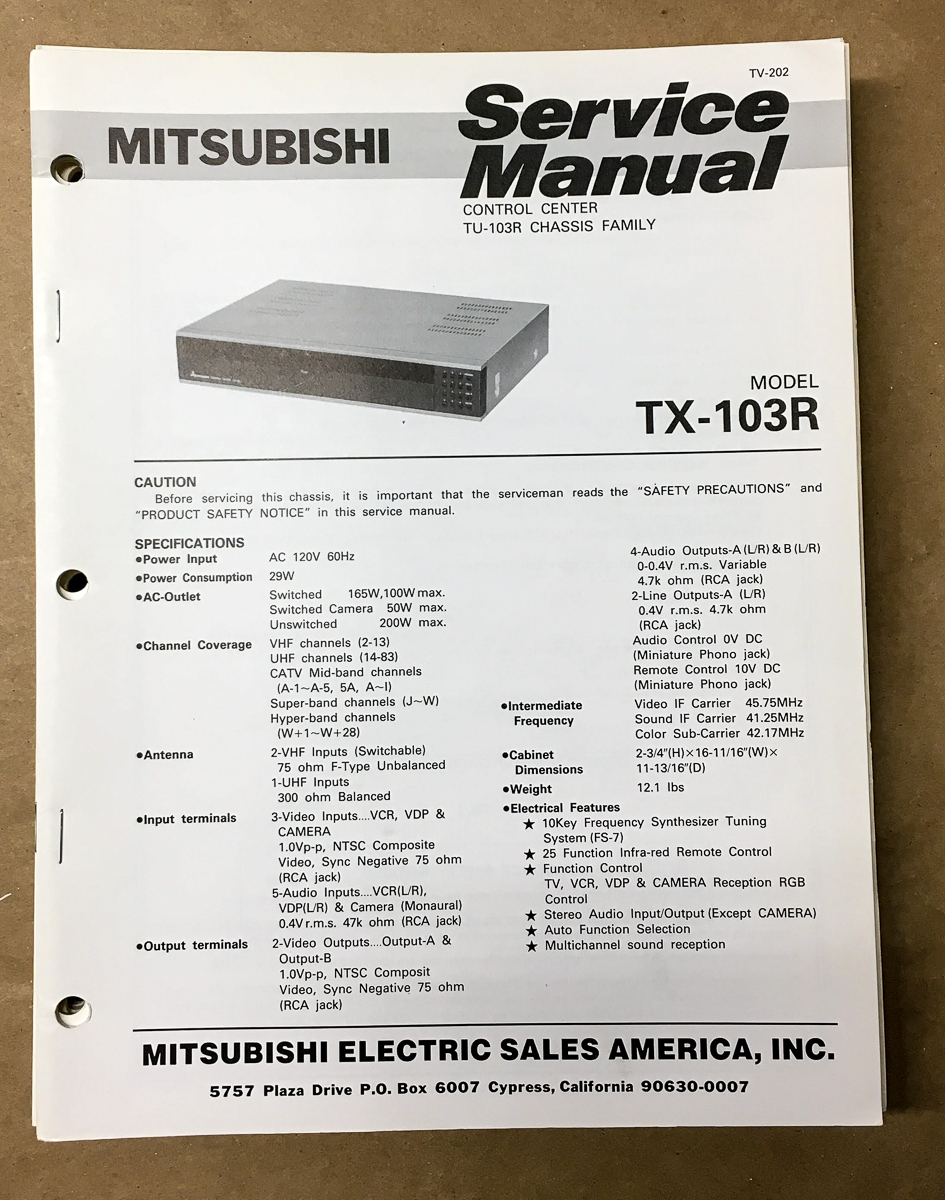 TV-202
MITSUBISHI
Service
Manual
CONTROL CENTER
TU-103R CHASSIS FAMILY
MODEL
TX-103R
CAUTION
Before servicing this chassis, it is important that the serviceman reads the "SAFETY PRECAUTIONS" and
"PRODUCT SAFETY NOTICE" in this service manual.
SPECIFICATIONS
●Power Input AC 120V 60Hz
●Power Consumption 29W
●AC-Outlet Switched 165W,100W max.
Switched Camera 50W max.
Unswitched 200W max.
●Channel Coverage VHF channels (2-13)
UHF channels (14-83)
CATV Mid-band channels
(A-1~A-5, 5A, A~I)
Super-band channels (J~W)
Hyper-band channels
(W+1~W+28)
●Antenna 2-VHF Inputs (Switchable)
75 ohm F-Type Unbalanced
1-UHF Inputs
300 ohm Balanced
●Input terminals 3-Video Inputs....VCR, VDP &
CAMERA
1.0Vp-p, NTSC Composite
Video, Sync Negative 75 ohm
(RCA jack)
5-Audio Inputs....VCR(L/R),
VDP(L/R) & Camera (Monaural)
0.4V r.m.s. 47k ohm (RCA jack)
●Output terminals 2-Video Outputs....Output-A &
Output-B
1.0Vp-p, NTSC Composit
Video, Sync Negative 75 ohm
(RCA jack)
4-Audio Outputs-A (L/R) & B (L/R)
0-0.4V r.m.s. Variable
4.7k ohm (RCA jack)
2-Line Outputs-A (L/R)
0.4V r.m.s. 4.7k ohm
(RCA jack)
Audio Control 0V DC
(Miniature Phono jack)
Remote Control 10V DC
(Miniature Phono jack)
●Intermediate Video IF Carrier 45.75MHz
Frequency Sound IF Carrier 41.25MHz
Color Sub-Carrier 42.17MHz
●Cabinet 2-3/4"(H)×16-11/16"(W)×
Dimensions 11-13/16"(D)
●Weight 12.1 lbs
●Electrical Features
★ 10Key Frequency Synthesizer Tuning
System (FS-7)
★ 25 Function Infra-red Remote Control
★ Function Control
TV, VCR, VDP & CAMERA Reception RGB
Control
★ Stereo Audio Input/Output (Except CAMERA)
★ Auto Function Selection
★ Multichannel sound reception
MITSUBISHI ELECTRIC SALES AMERICA, INC.
5757 Plaza Drive P.O. Box 6007 Cypress, California 90630-0007